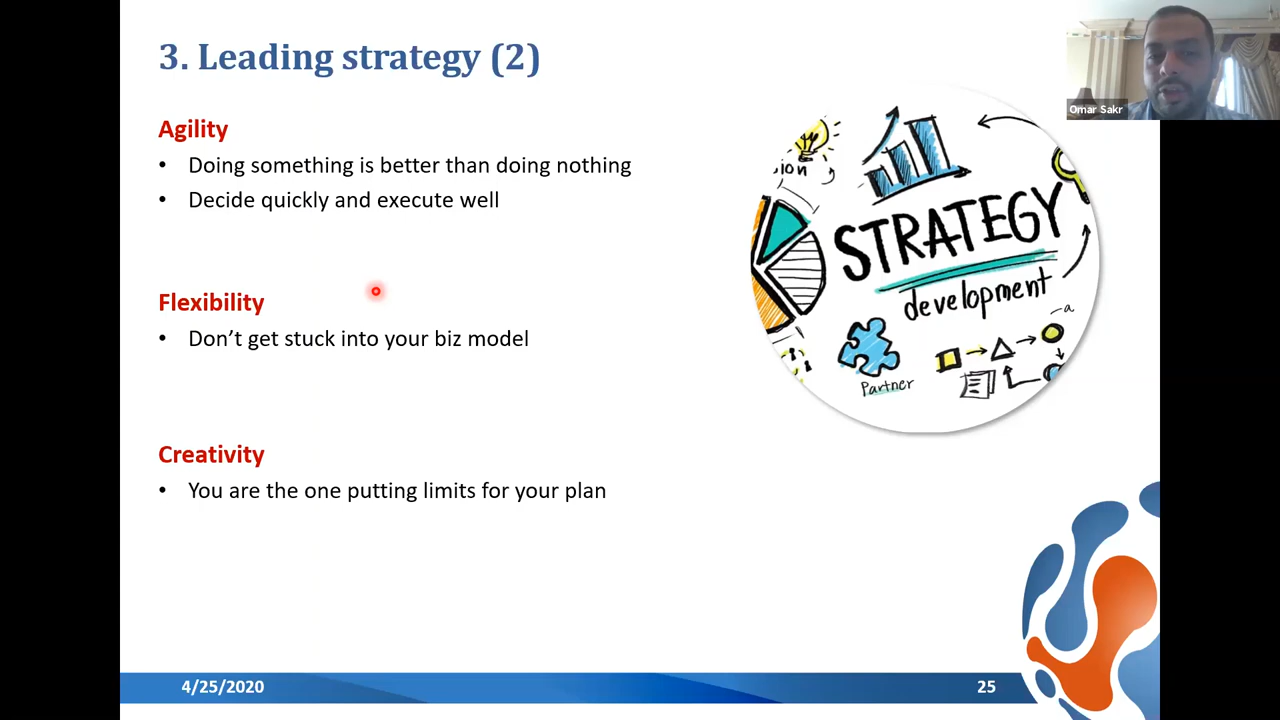 3. Leading strategy (2)
Omar Sakr
Agility
• Doing something is better than doing nothing
• Decide quickly and execute well
Flexibility
• Don’t get stuck into your biz model
Creativity
• You are the one putting limits for your plan
ion
STRATEGY
development
Partner
a
4/25/2020
25